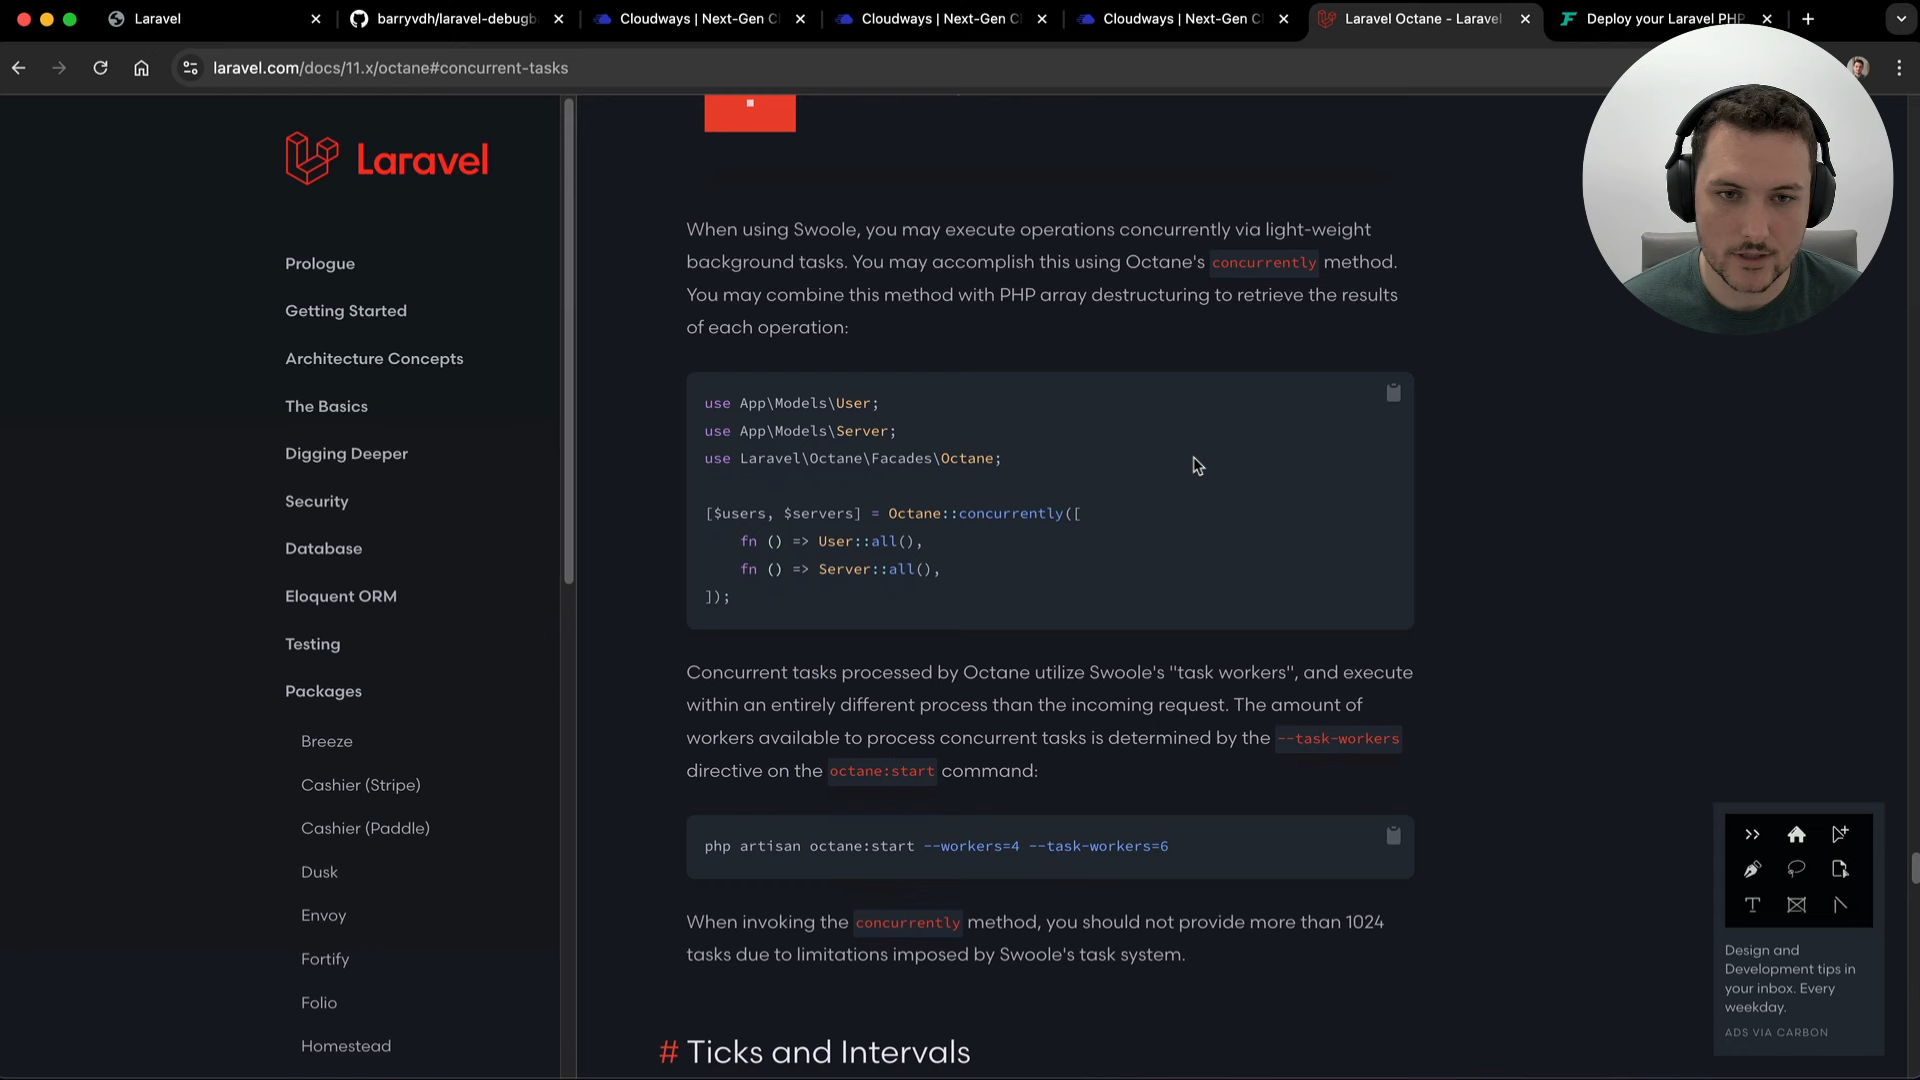 Laravel
barryvdh/laravel-debugb
Cloudways | Next-Gen C
Cloudways | Next-Gen C
Cloudways | Next-Gen C
Laravel Octane - Laravel
Deploy your Laravel PHP
laravel.com/docs/11.x/octane#concurrent-tasks
Laravel
Prologue
Getting Started
Architecture Concepts
The Basics
Digging Deeper
Security
Database
Eloquent ORM
Testing
Packages
Breeze
Cashier (Stripe)
Cashier (Paddle)
Dusk
Envoy
Fortify
Folio
Homestead
When using Swoole, you may execute operations concurrently via light-weight
background tasks. You may accomplish this using Octane's concurrently method.
You may combine this method with PHP array destructuring to retrieve the results
of each operation:
use App\Models\User;
use App\Models\Server;
use Laravel\Octane\Facades\Octane;
[$users, $servers] = Octane::concurrently([
fn () => User::all(),
fn () => Server::all(),
]);
Concurrent tasks processed by Octane utilize Swoole's "task workers", and execute
within an entirely different process than the incoming request. The amount of
workers available to process concurrent tasks is determined by the --task-workers
directive on the octane:start command:
php artisan octane:start --workers=4 --task-workers=6
When invoking the concurrently method, you should not provide more than 1024
tasks due to limitations imposed by Swoole's task system.
# Ticks and Intervals
Design and
Development tips in
your inbox. Every
weekday.
ADS VIA CARBON